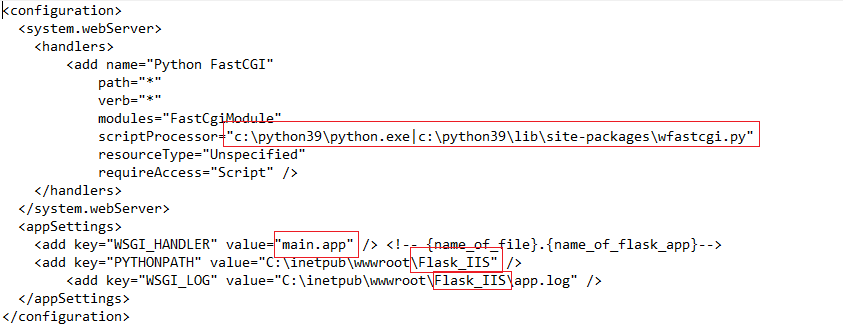 <configuration>
  <system.webServer>
    <handlers>
        <add name="Python FastCGI"
            path="*"
            verb="*"
            modules="FastCgiModule"
            scriptProcessor="c:\python39\python.exe|c:\python39\lib\site-packages\wfastcgi.py"
            resourceType="Unspecified"
            requireAccess="Script" />
    </handlers>
  </system.webServer>
  <appSettings>
    <add key="WSGI_HANDLER" value="main.app" /> <!-- {name_of_file}.{name_of_flask_app}-->
    <add key="PYTHONPATH" value="C:\inetpub\wwwroot\Flask_IIS" />
        <add key="WSGI_LOG" value="C:\inetpub\wwwroot\Flask_IIS\app.log" />
  </appSettings>
</configuration>